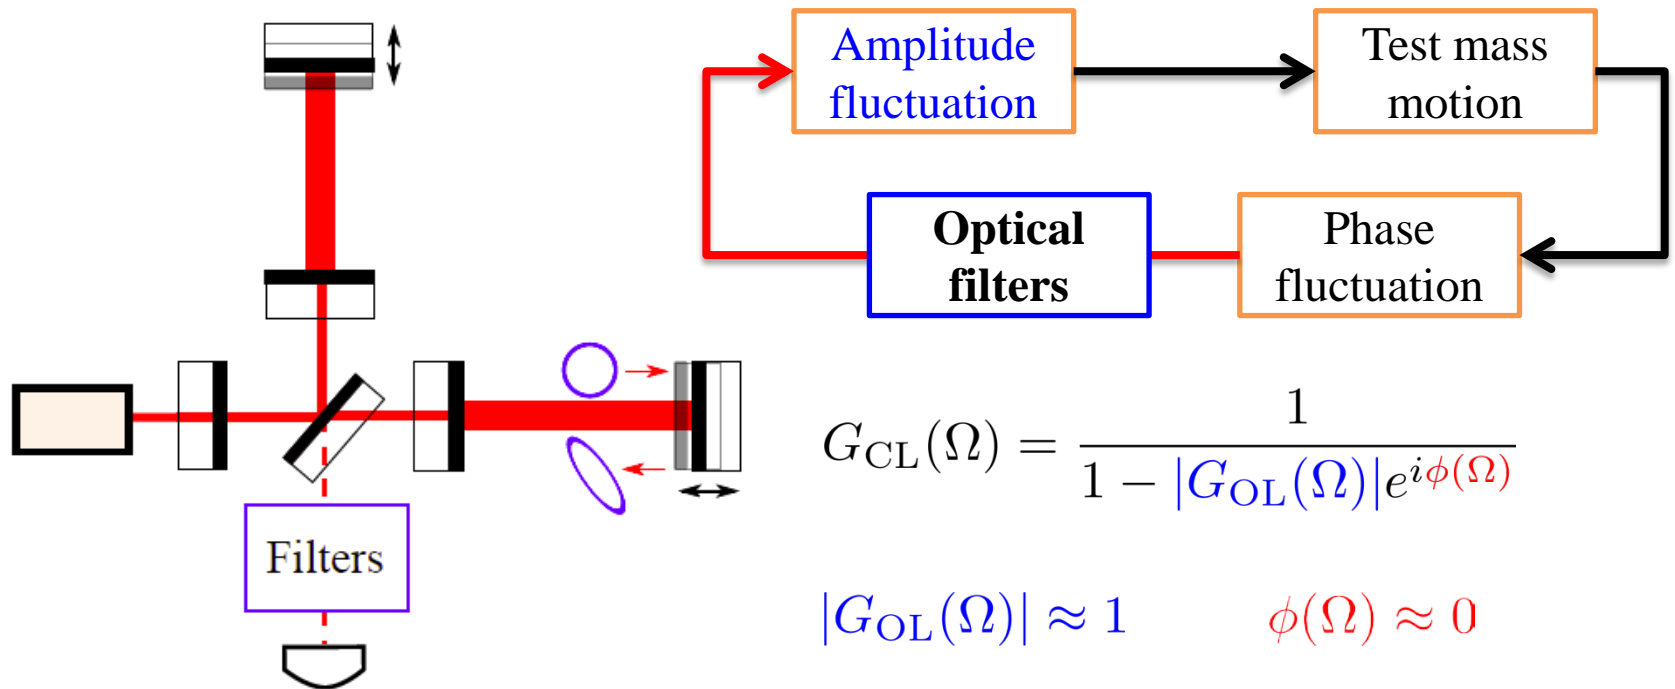 Amplitude
fluctuation
Test mass
motion
Optical
filters
Phase
fluctuation
Filters
G_CL(Ω) = 1 / (1 − |G_OL(Ω)|e^{iϕ(Ω)})
|G_OL(Ω)| ≈ 1
ϕ(Ω) ≈ 0